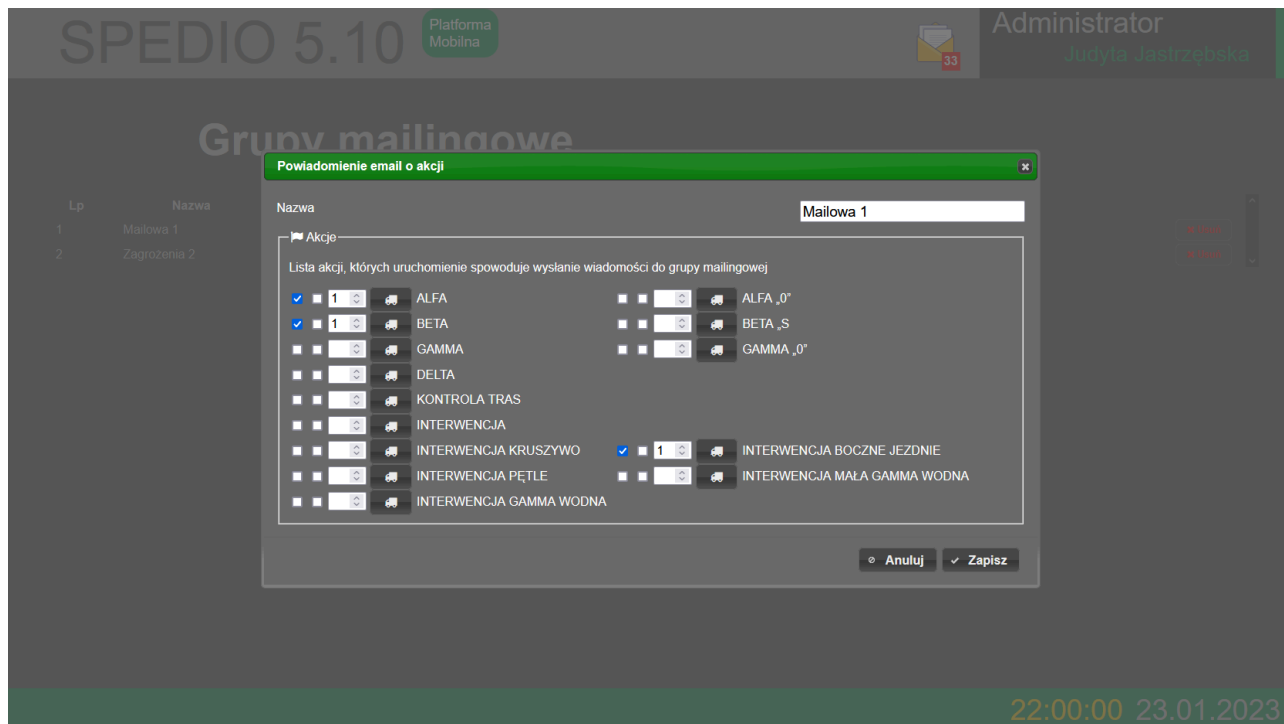 SPEDIO 5.10
Platforma
Mobilna
33
Administrator
Judyta Jastrzębska
Grupy mailingowe
Powiadomienie email o akcji
Lp Nazwa
1 Mailowa 1
2 Zagrozenia 2
Nazwa Mailowa 1
Akcje
Lista akcji, których uruchomienie spowoduje wysłanie wiadomości do grupy mailingowej
1 ALFA ALFA „0”
1 BETA BETA „S
GAMMA GAMMA „0”
DELTA
KONTROLA TRAS
INTERWENCJA
INTERWENCJA KRUSZYWO 1 INTERWENCJA BOCZNE JEZDNIE
INTERWENCJA PĘTLE INTERWENCJA MAŁA GAMMA WODNA
INTERWENCJA GAMMA WODNA
Anuluj Zapisz
22:00:00 23.01.2023